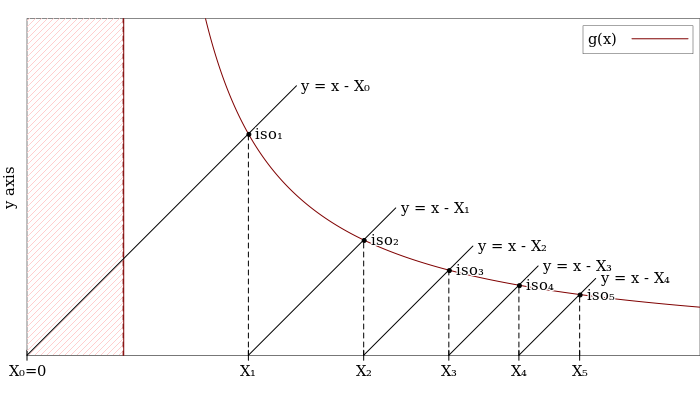 g(x)
y = x - X₀
iso₁
y axis
y = x - X₁
iso₂
y = x - X₂
iso₃
y = x - X₃
iso₄
y = x - X₄
iso₅
X₀=0
X₁
X₂
X₃
X₄
X₅